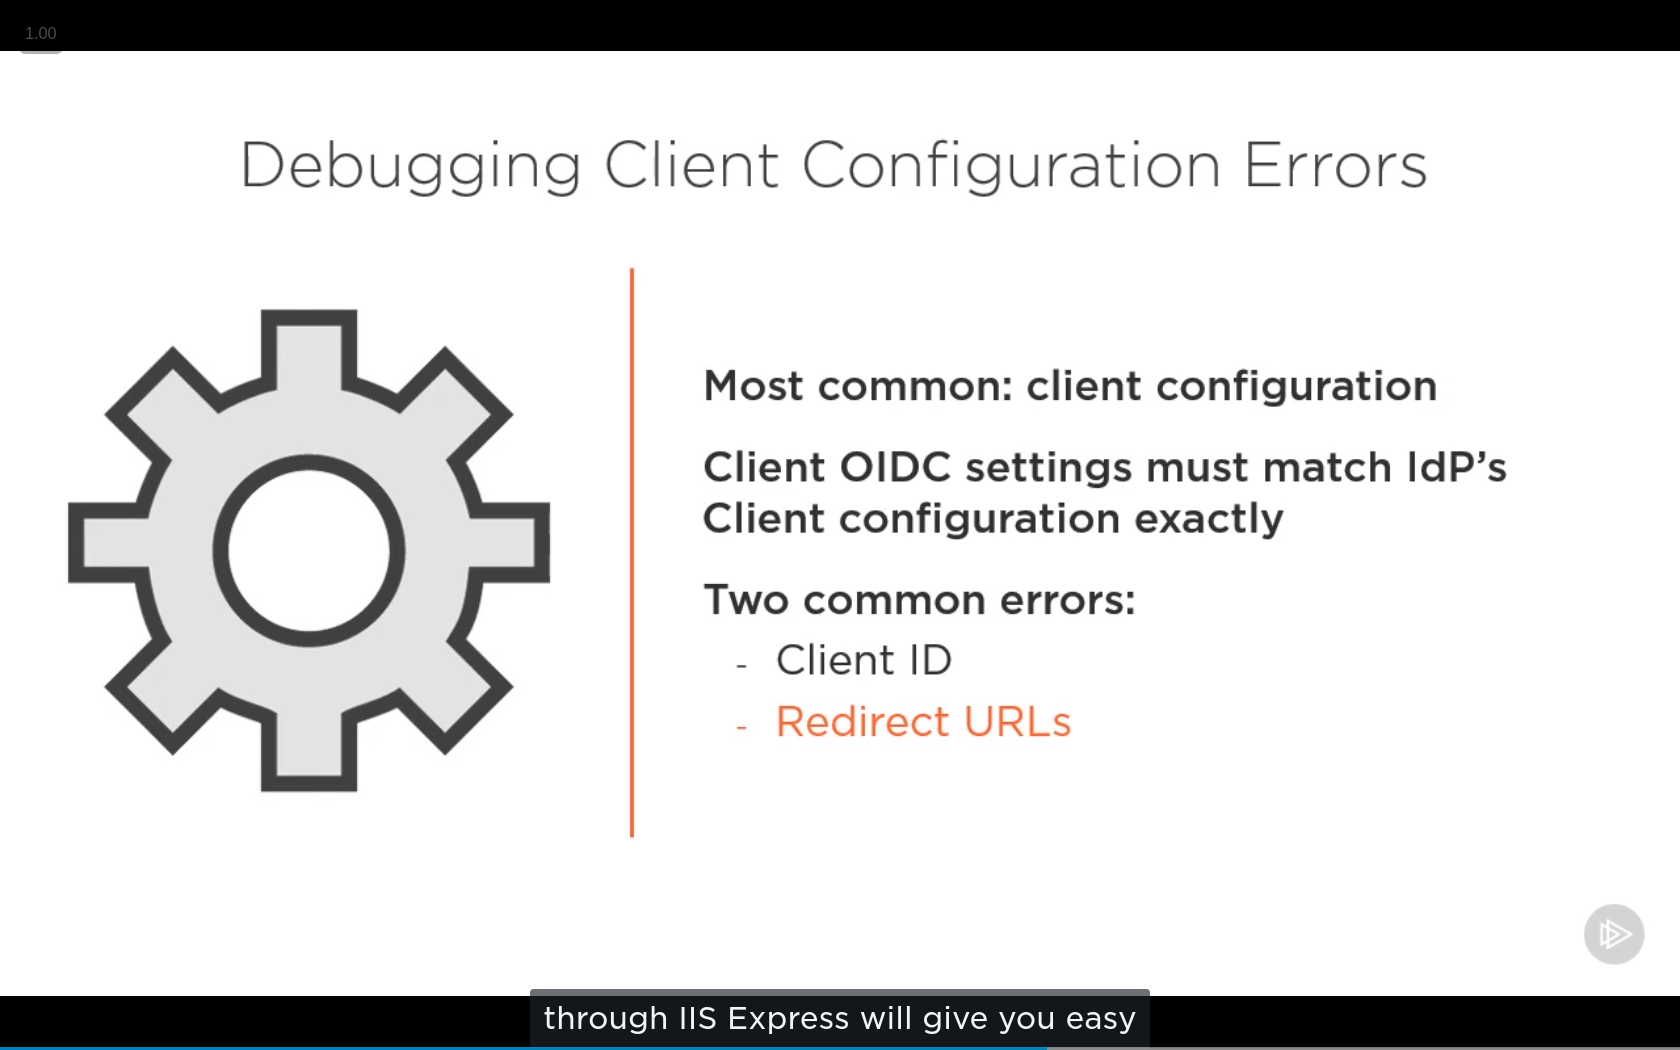 1.00
Debugging Client Configuration Errors
Most common: client configuration
Client OIDC settings must match IdP’s
Client configuration exactly
Two common errors:
- Client ID
- Redirect URLs
through IIS Express will give you easy